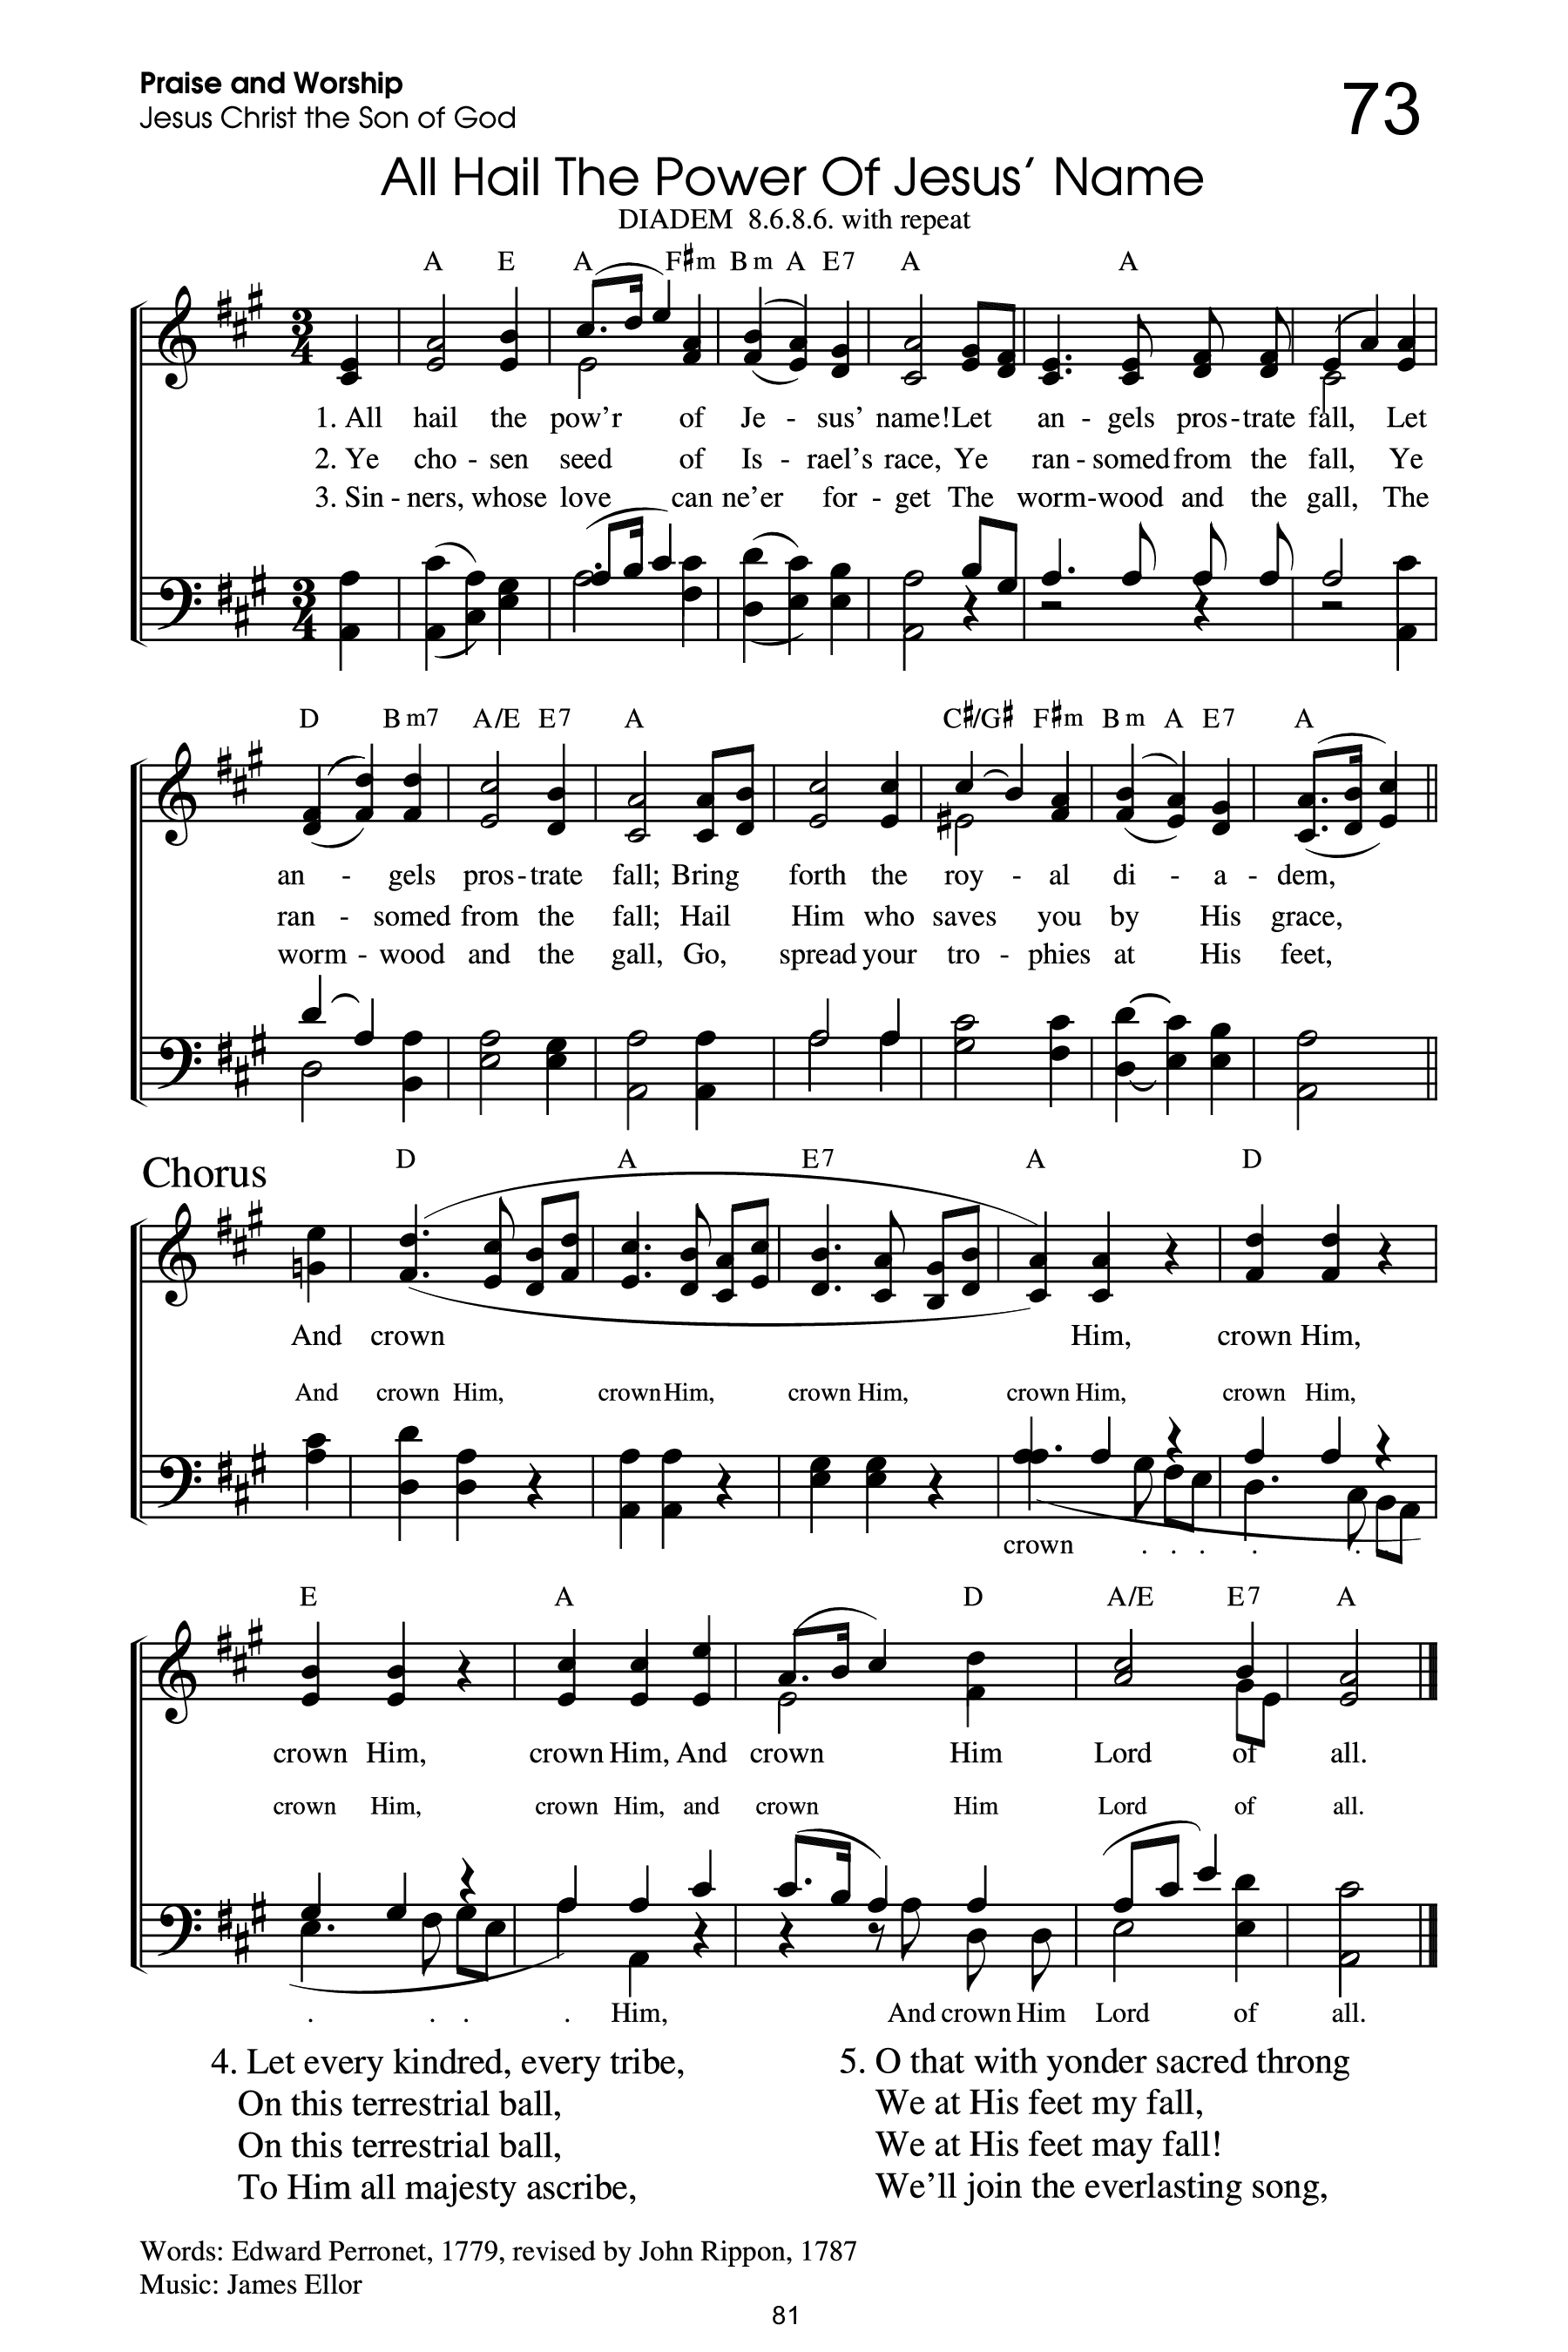 Praise and Worship
Jesus Christ the Son of God
73
All Hail The Power Of Jesus' Name
DIADEM 8.6.8.6. with repeat
A E A F♯m Bm A E7 A A
3 3
4 4
1. All hail the pow'r of Je - sus' name! Let an - gels pros - trate fall, Let
2. Ye cho - sen seed of Is - rael's race, Ye ran - somed from the fall, Ye
3. Sin - ners, whose love can ne'er for - get The worm - wood and the gall, The
D Bm7 A/E E7 A C♯/G♯ F♯m Bm A E7 A
an - gels pros - trate fall; Bring forth the roy - al di - a - dem,
ran - somed from the fall; Hail Him who saves you by His grace,
worm - wood and the gall, Go, spread your tro - phies at His feet,
Chorus
D A E7 A D
And crown Him, crown Him,
And crown Him, crown Him, crown Him, crown Him, crown Him,
crown . . . . .
E A D A/E E7 A
crown Him, crown Him, And crown Him Lord of all.
crown Him, crown Him, and crown Him Lord of all.
. . . . Him, And crown Him Lord of all.
4. Let every kindred, every tribe,
On this terrestrial ball,
On this terrestrial ball,
To Him all majesty ascribe,
5. O that with yonder sacred throng
We at His feet my fall,
We at His feet may fall!
We'll join the everlasting song,
Words: Edward Perronet, 1779, revised by John Rippon, 1787
Music: James Ellor
81